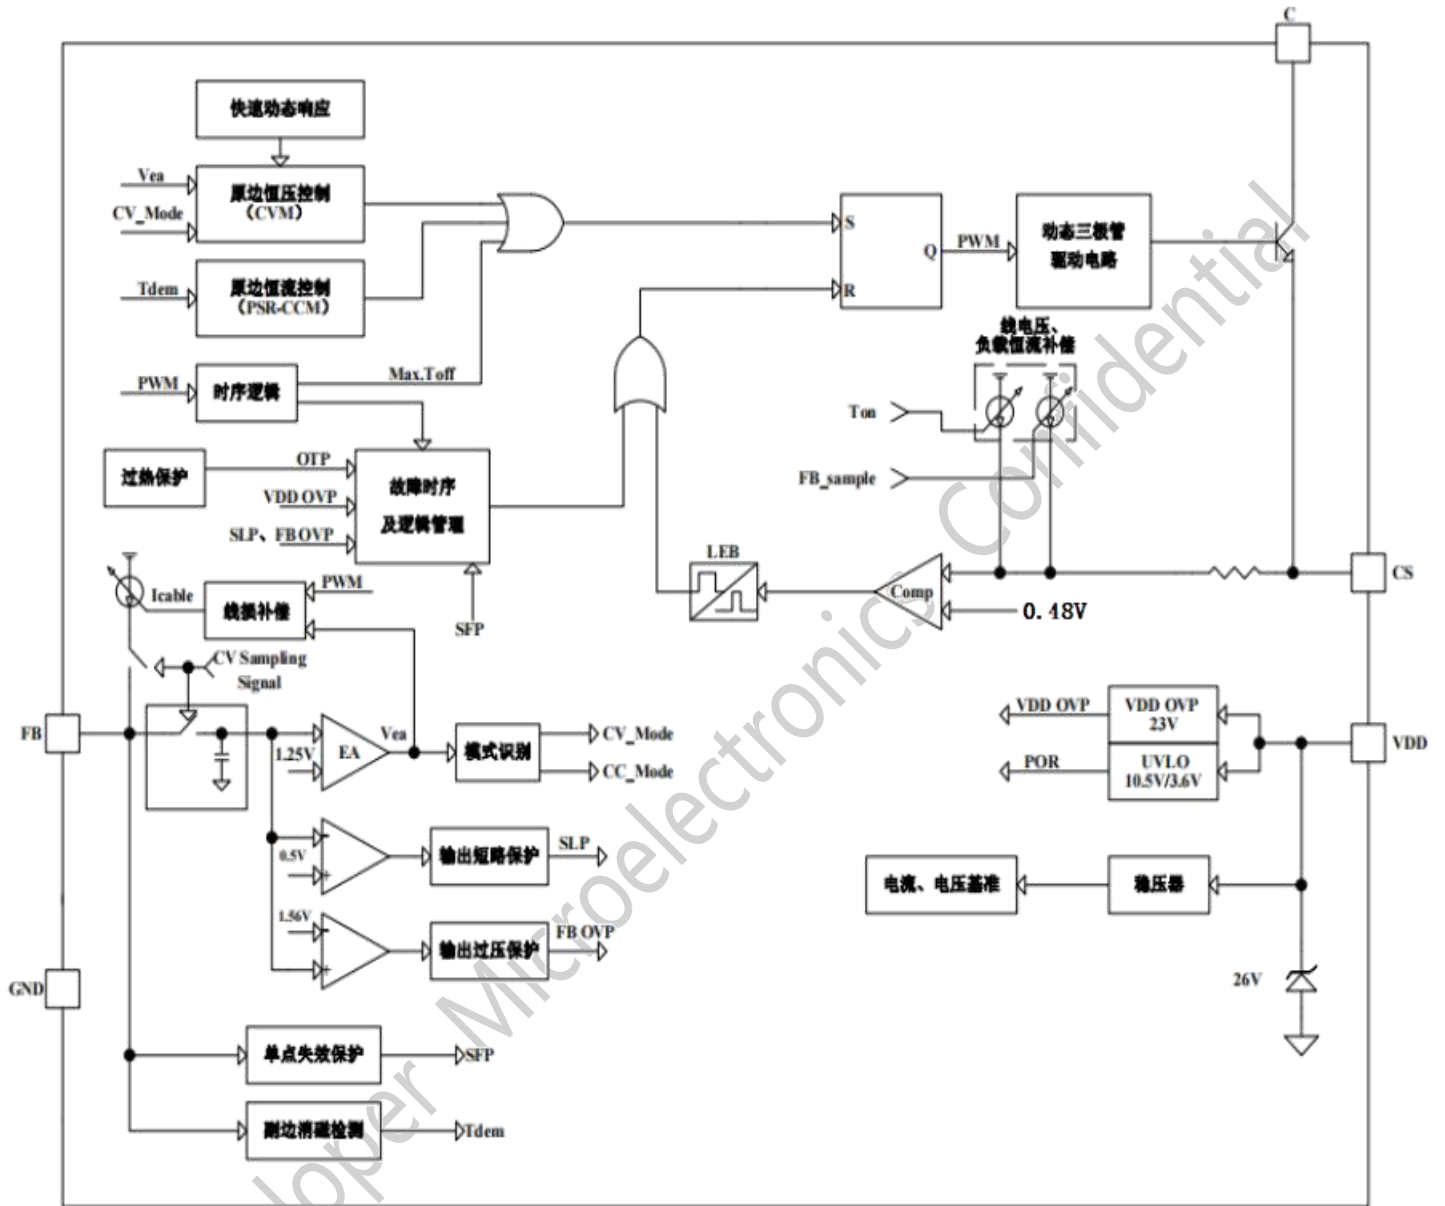 C
快速动态响应
Vea
CV_Mode
原边恒压控制
（CVM）
Tdem
原边恒流控制
（PSR-CCM）
S
R
Q
PWM
动态三极管
驱动电路
线电压、
负载恒流补偿
PWM
时序逻辑
Max.Toff
Ton
FB_sample
过热保护
OTP
VDD OVP
SLP、FB OVP
故障时序
及逻辑管理
SFP
LEB
Comp
0.48V
CS
Icable
线损补偿
PWM
CV Sampling
Signal
FB
1.25V
EA
Vea
模式识别
CV_Mode
CC_Mode
VDD OVP
VDD OVP
23V
POR
UVLO
10.5V/3.6V
VDD
0.5V
输出短路保护
SLP
电流、电压基准
稳压器
1.56V
输出过压保护
FB OVP
26V
GND
单点失效保护
SFP
副边消磁检测
Tdem
loper Microelectronics Confidential